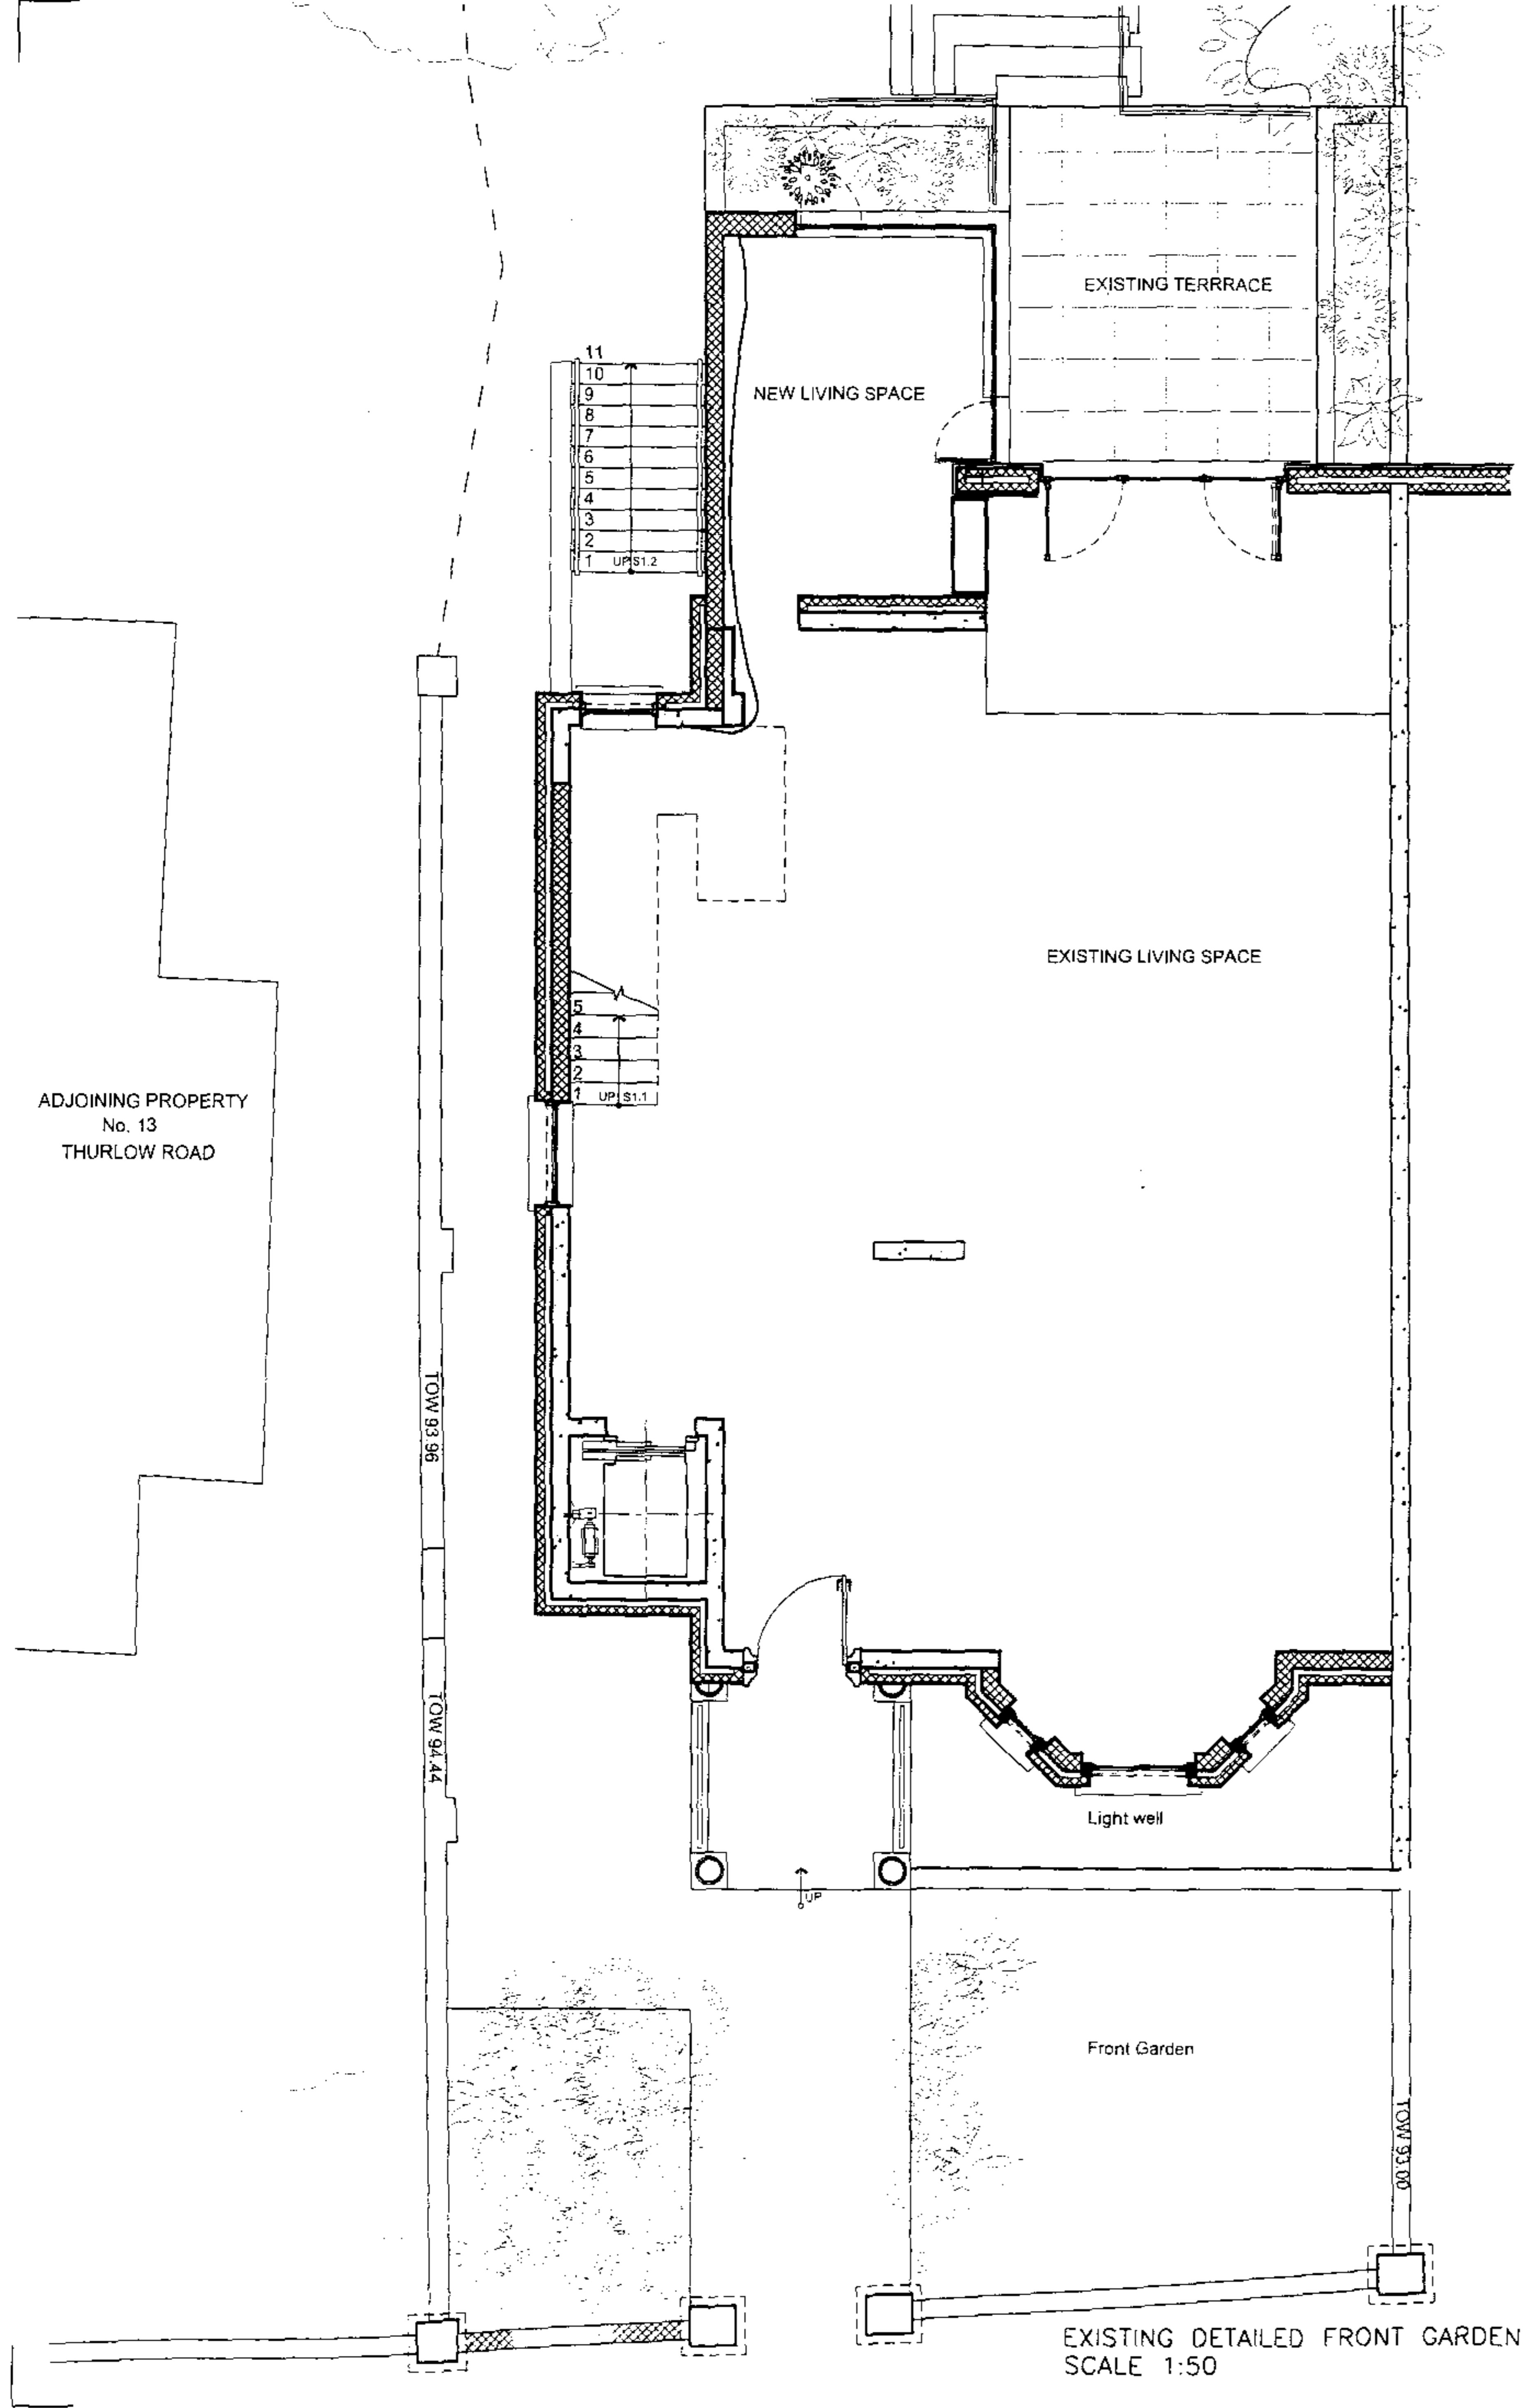 EXISTING TERRRACE
NEW LIVING SPACE
11
10
9
8
7
6
5
4
3
2
1 UP S1.2
EXISTING LIVING SPACE
5
4
3
2
1 UP S1.1
ADJOINING PROPERTY
No. 13
THURLOW ROAD
TOW 93.96
TOW 94.44
Light well
UP
Front Garden
TOW 93.00
EXISTING DETAILED FRONT GARDEN
SCALE 1:50